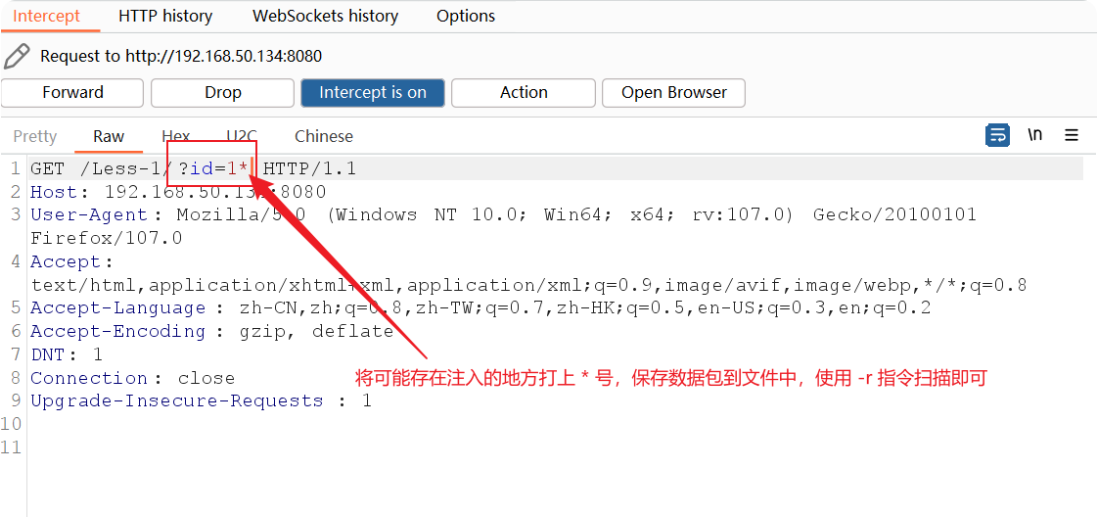 Intercept HTTP history WebSockets history Options
Request to http://192.168.50.134:8080
Forward Drop Intercept is on Action Open Browser
Pretty Raw Hex U2C Chinese \n
1 GET /Less-1/?id=1* HTTP/1.1
2 Host: 192.168.50.134:8080
3 User-Agent: Mozilla/5.0 (Windows NT 10.0; Win64; x64; rv:107.0) Gecko/20100101
Firefox/107.0
4 Accept:
text/html,application/xhtml+xml,application/xml;q=0.9,image/avif,image/webp,*/*;q=0.8
5 Accept-Language: zh-CN,zh;q=0.8,zh-TW;q=0.7,zh-HK;q=0.5,en-US;q=0.3,en;q=0.2
6 Accept-Encoding: gzip, deflate
7 DNT: 1
8 Connection: close
将可能存在注入的地方打上 * 号，保存数据包到文件中，使用 -r 指令扫描即可
9 Upgrade-Insecure-Requests: 1
10
11